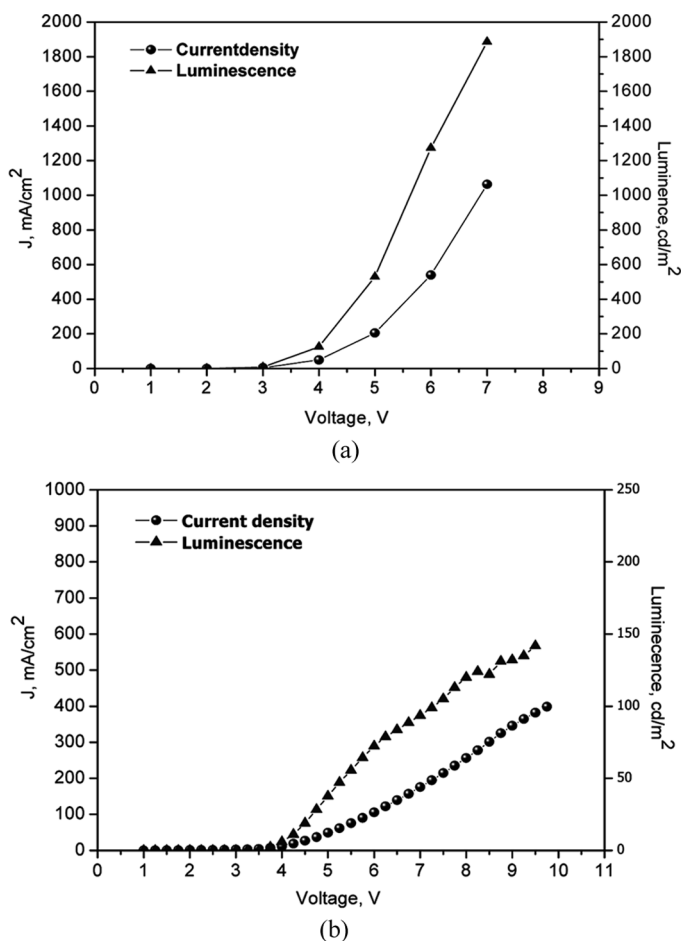 2000
1800
1600
1400
1200
1000
800
600
400
200
0
J, mA/cm²
Currentdensity
Luminescence
2000
1800
1600
1400
1200
1000
800
600
400
200
0
Luminence,cd/m²
0 1 2 3 4 5 6 7 8 9
Voltage, V
(a)
1000
900
800
700
600
500
400
300
200
100
0
J, mA/cm²
Current density
Luminescence
250
200
150
100
50
0
Luminecence, cd/m²
0 1 2 3 4 5 6 7 8 9 10 11
Voltage, V
(b)